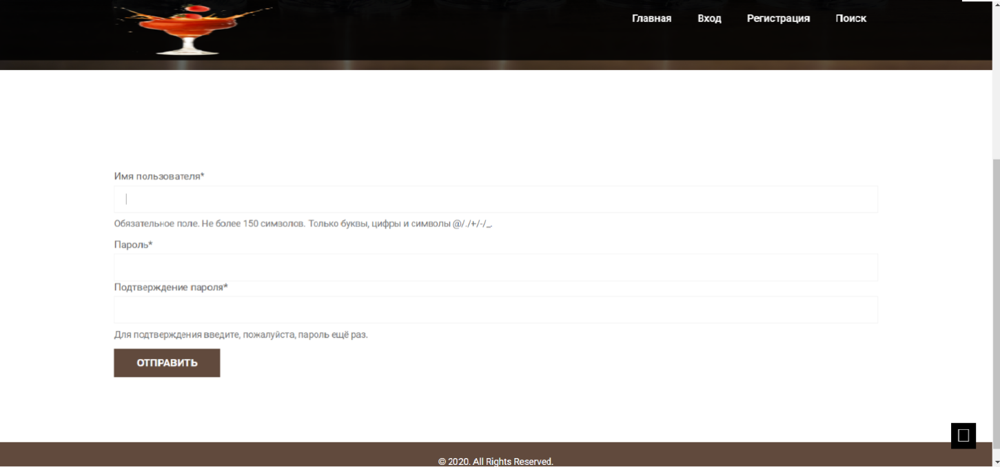 Главная Вход Регистрация Поиск
Имя пользователя*
Обязательное поле. Не более 150 символов. Только буквы, цифры и символы @/./+/-/_.
Пароль*
Подтверждение пароля*
Для подтверждения введите, пожалуйста, пароль ещё раз.
ОТПРАВИТЬ
© 2020. All Rights Reserved.